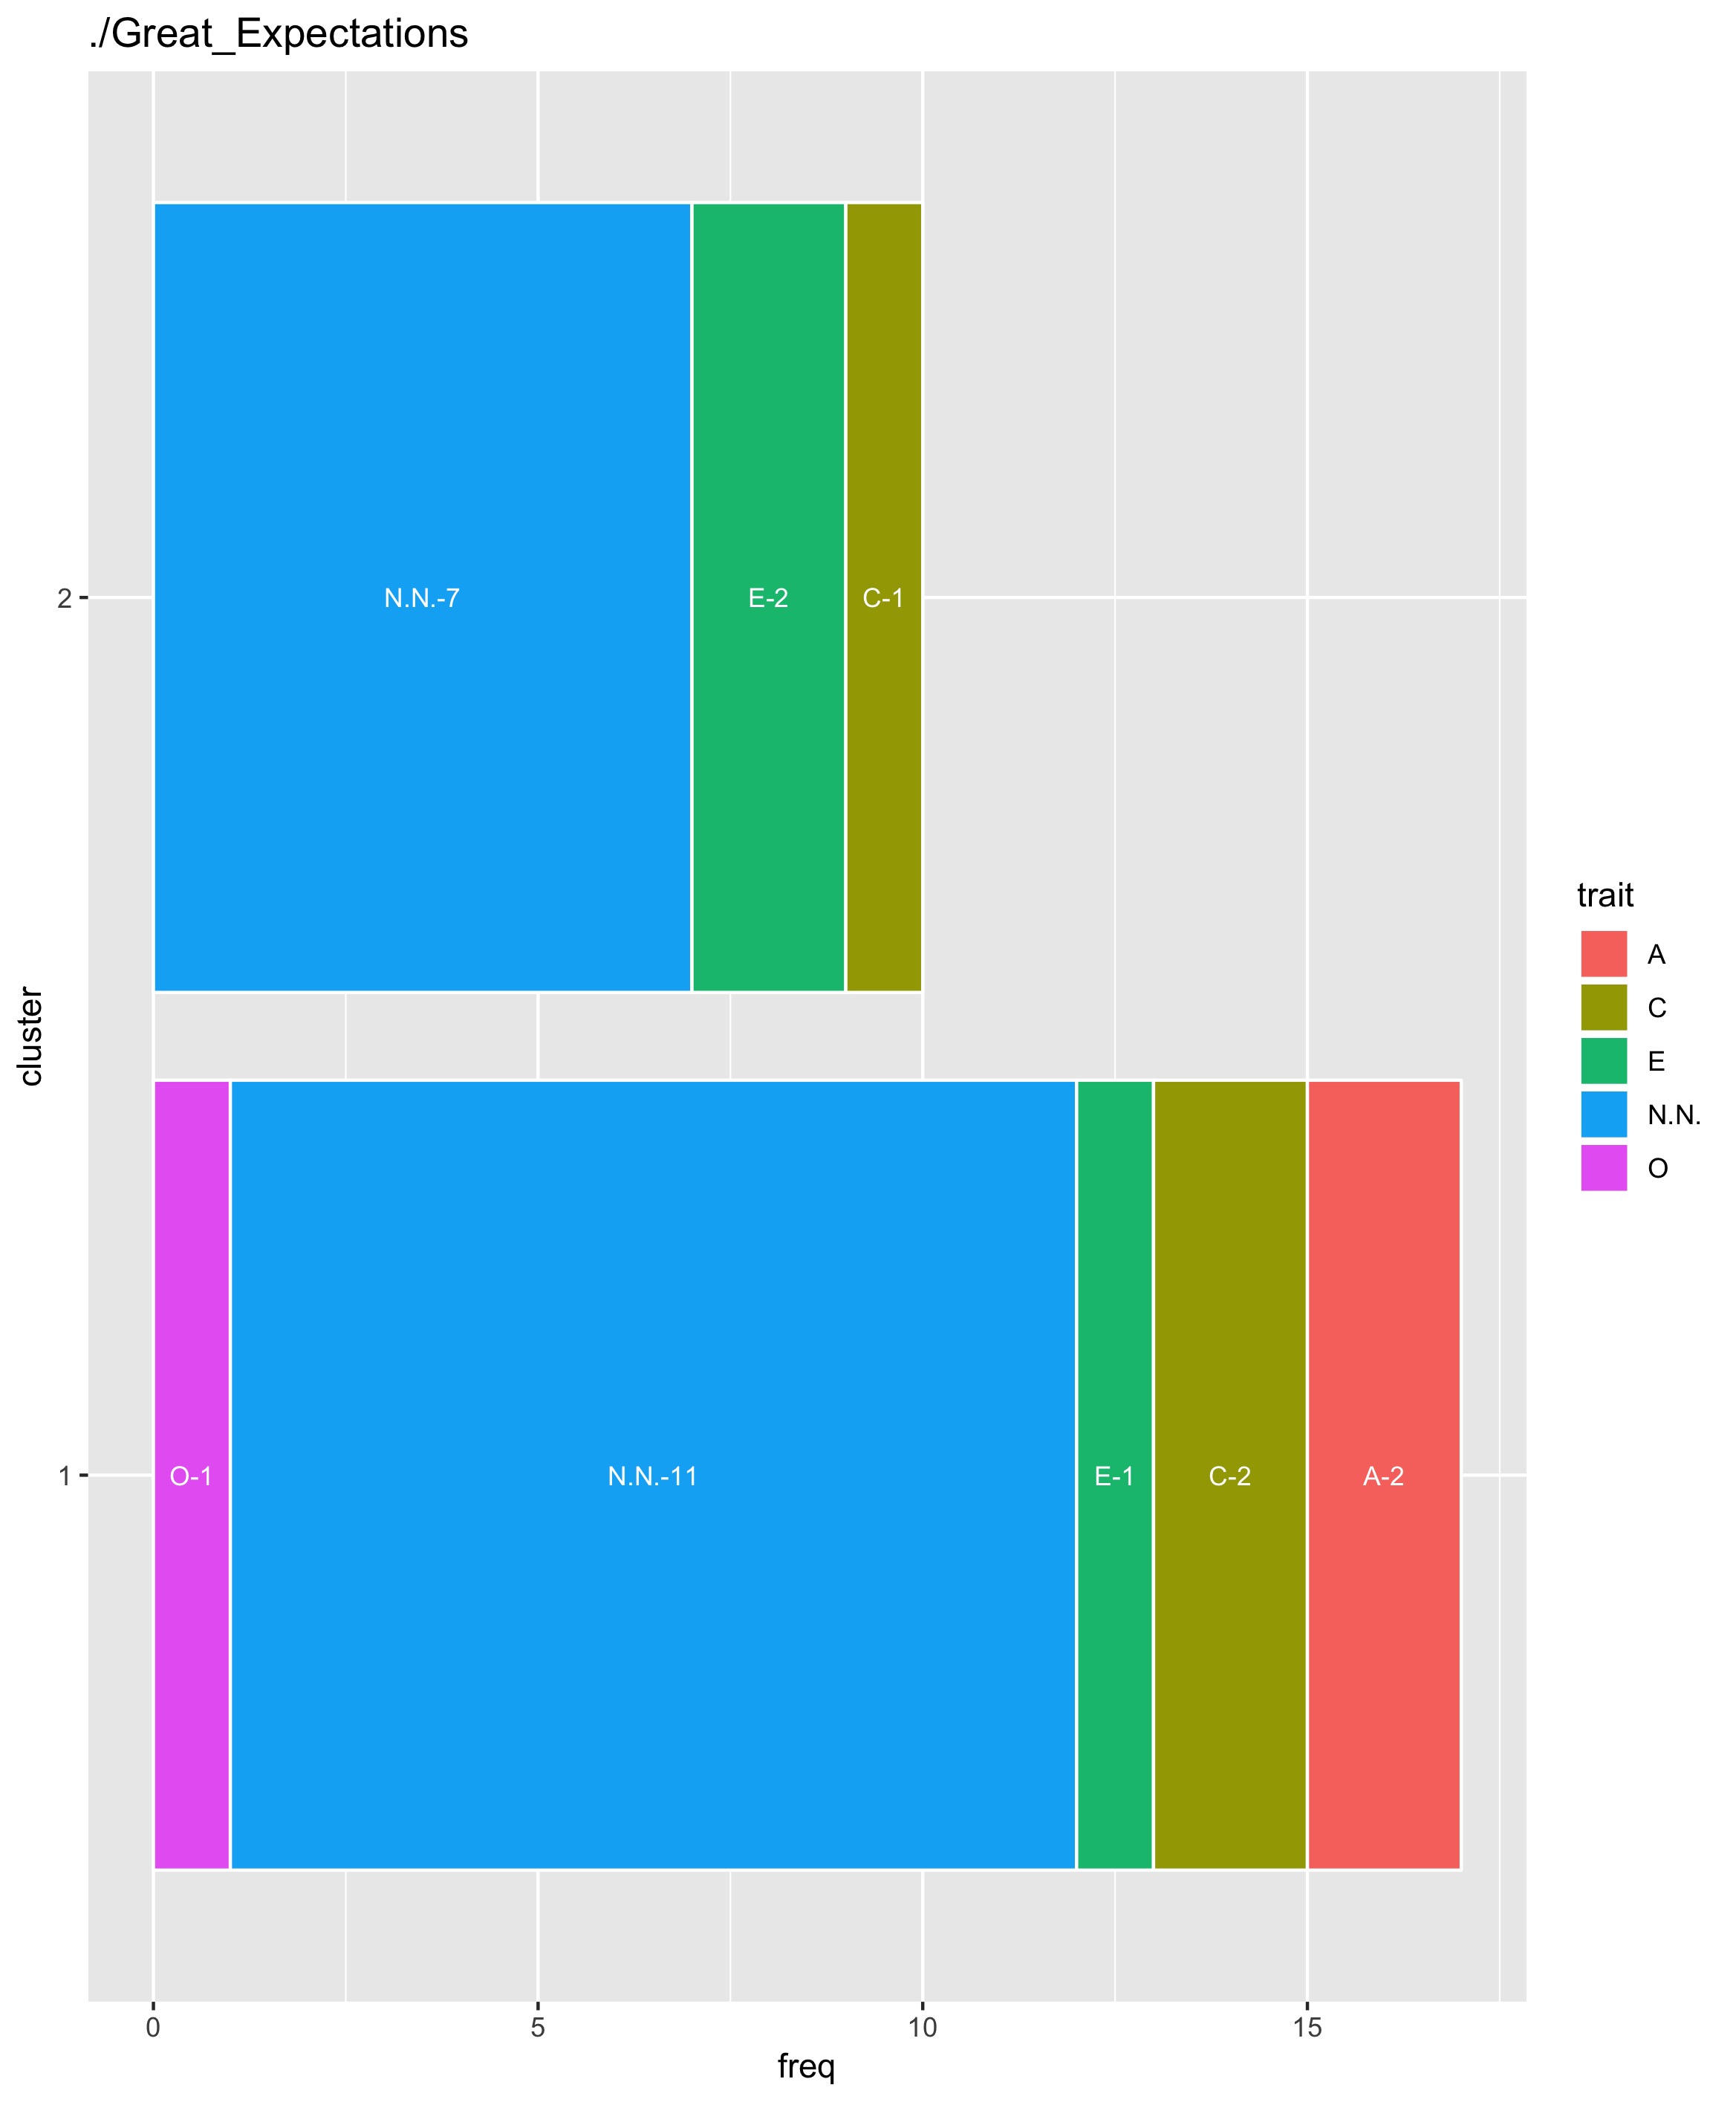 ./Great_Expectations
cluster
2
N.N.-7 E-2 C-1
1
O-1 N.N.-11 E-1 C-2 A-2
0 5 10 15
freq
trait
A
C
E
N.N.
O